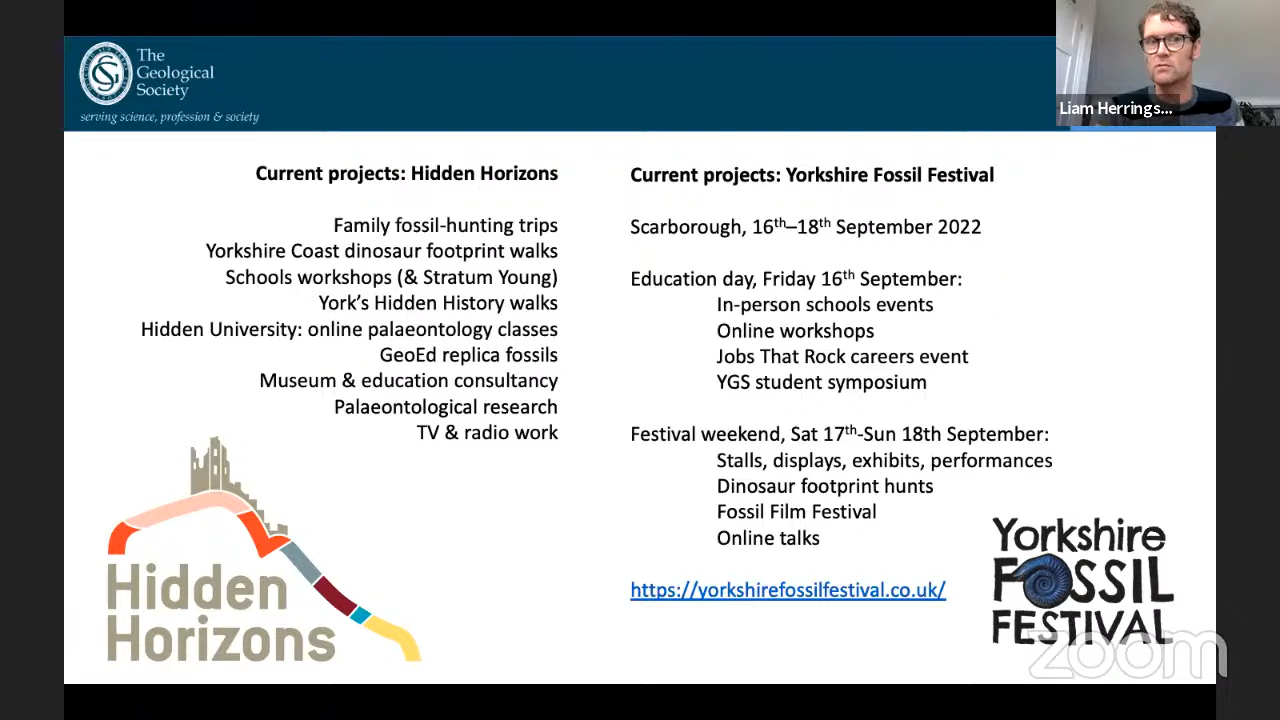 The
Geological
Society
serving science, profession & society
Liam Herrings...
Current projects: Hidden Horizons
Family fossil-hunting trips
Yorkshire Coast dinosaur footprint walks
Schools workshops (& Stratum Young)
York's Hidden History walks
Hidden University: online palaeontology classes
GeoEd replica fossils
Museum & education consultancy
Palaeontological research
TV & radio work
Hidden
Horizons
Current projects: Yorkshire Fossil Festival
Scarborough, 16th–18th September 2022
Education day, Friday 16th September:
In-person schools events
Online workshops
Jobs That Rock careers event
YGS student symposium
Festival weekend, Sat 17th-Sun 18th September:
Stalls, displays, exhibits, performances
Dinosaur footprint hunts
Fossil Film Festival
Online talks
https://yorkshirefossilfestival.co.uk/
Yorkshire
FOSSIL
FESTIVAL
zoom